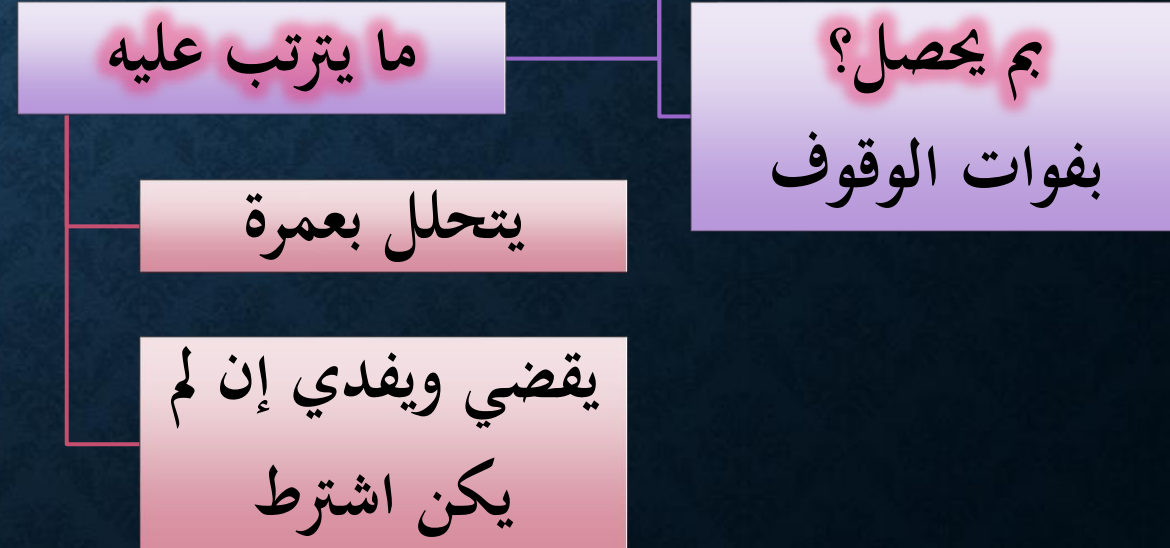 بم يحصل؟
بفوات الوقوف
ما يترتب عليه
يتحلل بعمرة
يقضي ويفدي إن لم
يكن اشترط